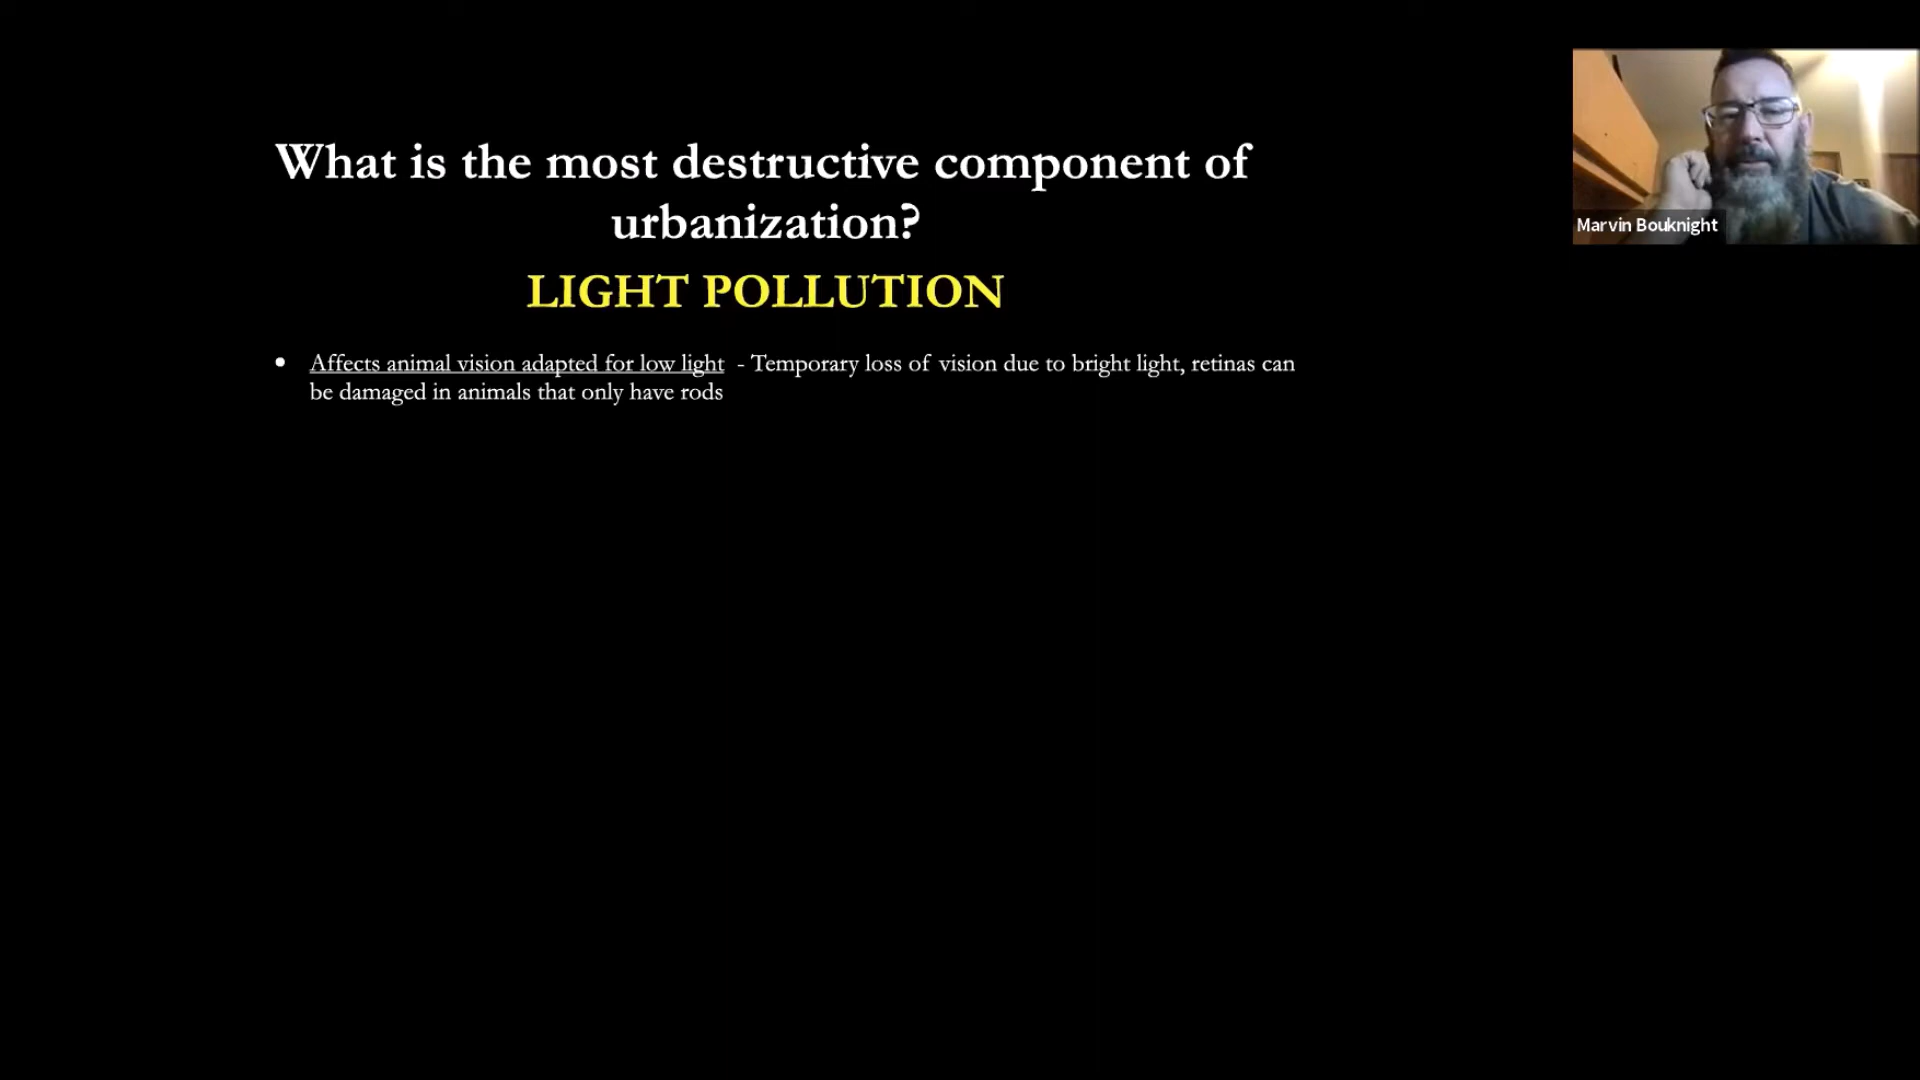 What is the most destructive component of
urbanization?
LIGHT POLLUTION
• Affects animal vision adapted for low light - Temporary loss of vision due to bright light, retinas can
be damaged in animals that only have rods
Marvin Bouknight